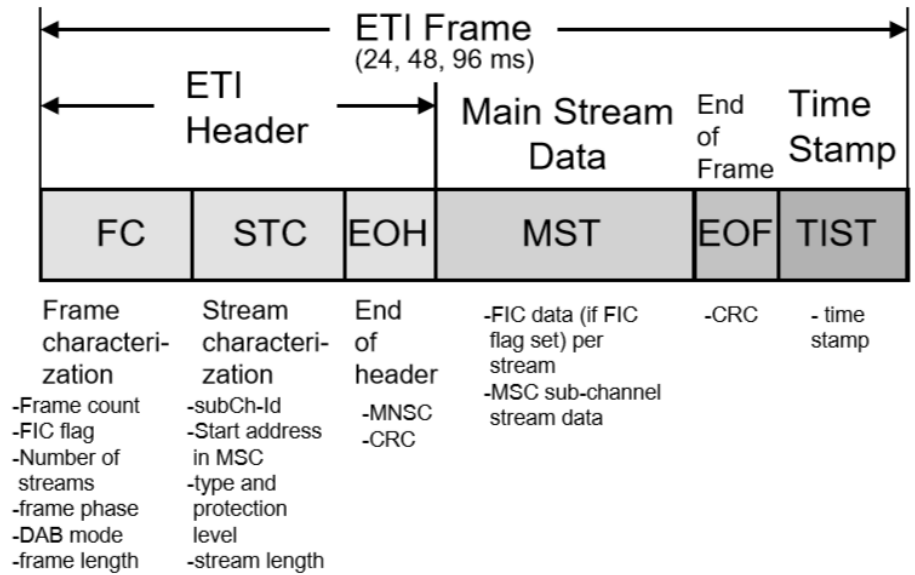 ETI Frame
(24, 48, 96 ms)
ETI
Header
Main Stream
Data
End
of
Frame
Time
Stamp
FC
STC
EOH
MST
EOF
TIST
Frame
characteri-
zation
-Frame count
-FIC flag
-Number of
streams
-frame phase
-DAB mode
-frame length
Stream
characteri-
zation
-subCh-Id
-Start address
in MSC
-type and
protection
level
-stream length
End
of
header
-MNSC
-CRC
-FIC data (if FIC
flag set) per
stream
-MSC sub-channel
stream data
-CRC
- time
stamp